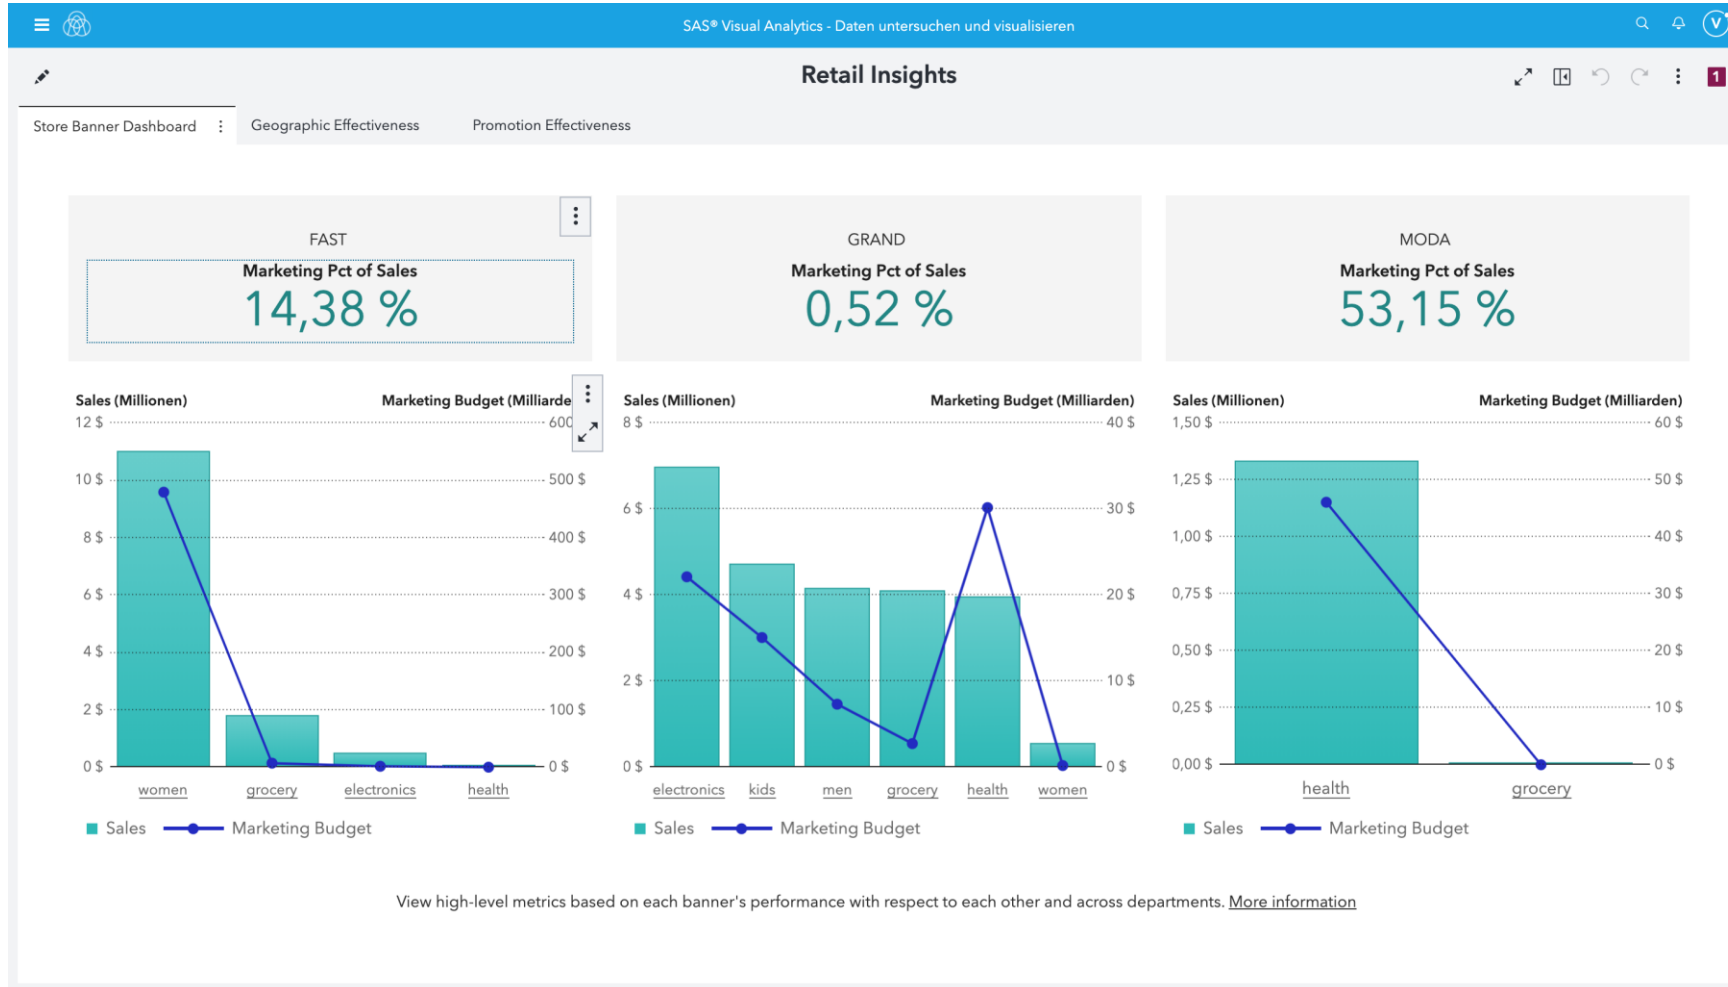 SAS® Visual Analytics - Daten untersuchen und visualisieren
V
Retail Insights
1
Store Banner Dashboard
Geographic Effectiveness
Promotion Effectiveness
FAST
Marketing Pct of Sales
14,38 %
GRAND
Marketing Pct of Sales
0,52 %
MODA
Marketing Pct of Sales
53,15 %
Sales (Millionen)
Marketing Budget (Milliarde
12 $
10 $
8 $
6 $
4 $
2 $
0 $
600
500 $
400 $
300 $
200 $
100 $
0 $
women
grocery
electronics
health
Sales
Marketing Budget
Sales (Millionen)
Marketing Budget (Milliarden)
8 $
6 $
4 $
2 $
0 $
40 $
30 $
20 $
10 $
0 $
electronics
kids
men
grocery
health
women
Sales
Marketing Budget
Sales (Millionen)
Marketing Budget (Milliarden)
1,50 $
1,25 $
1,00 $
0,75 $
0,50 $
0,25 $
0,00 $
60 $
50 $
40 $
30 $
20 $
10 $
0 $
health
grocery
Sales
Marketing Budget
View high-level metrics based on each banner's performance with respect to each other and across departments. More information